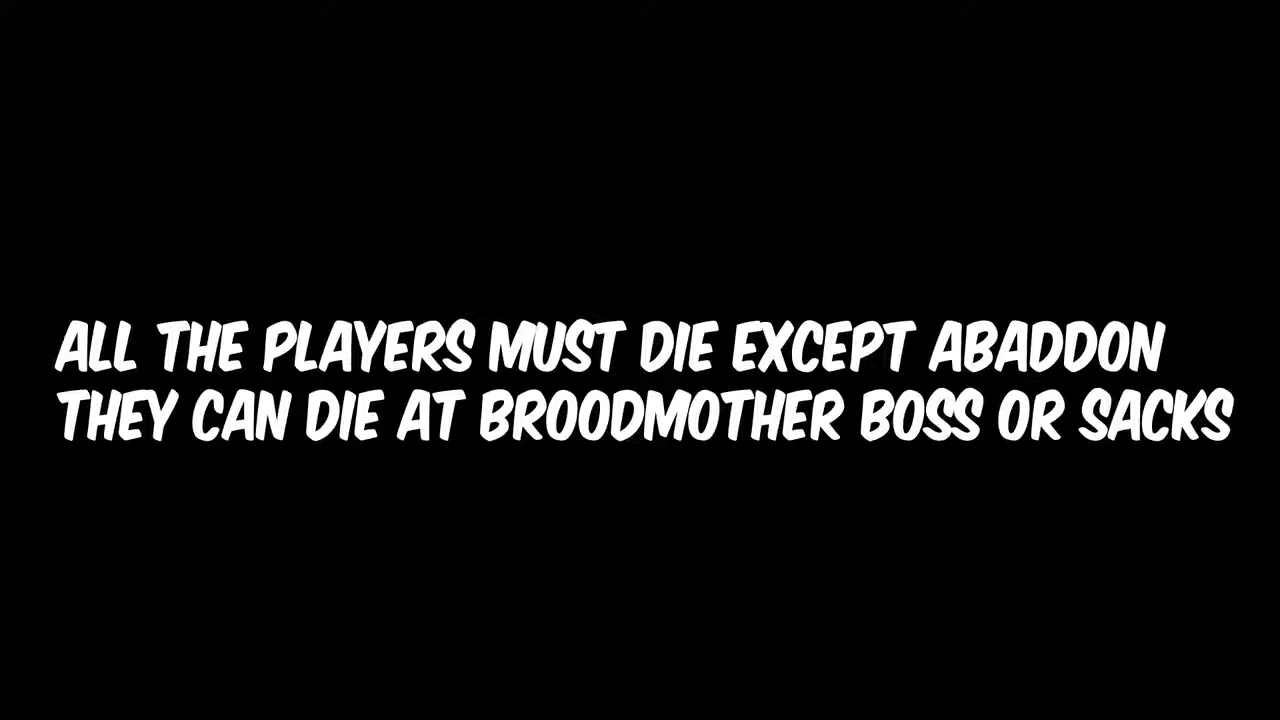 ALL THE PLAYERS MUST DIE EXCEPT ABADDON
THEY CAN DIE AT BROODMOTHER BOSS OR SACKS